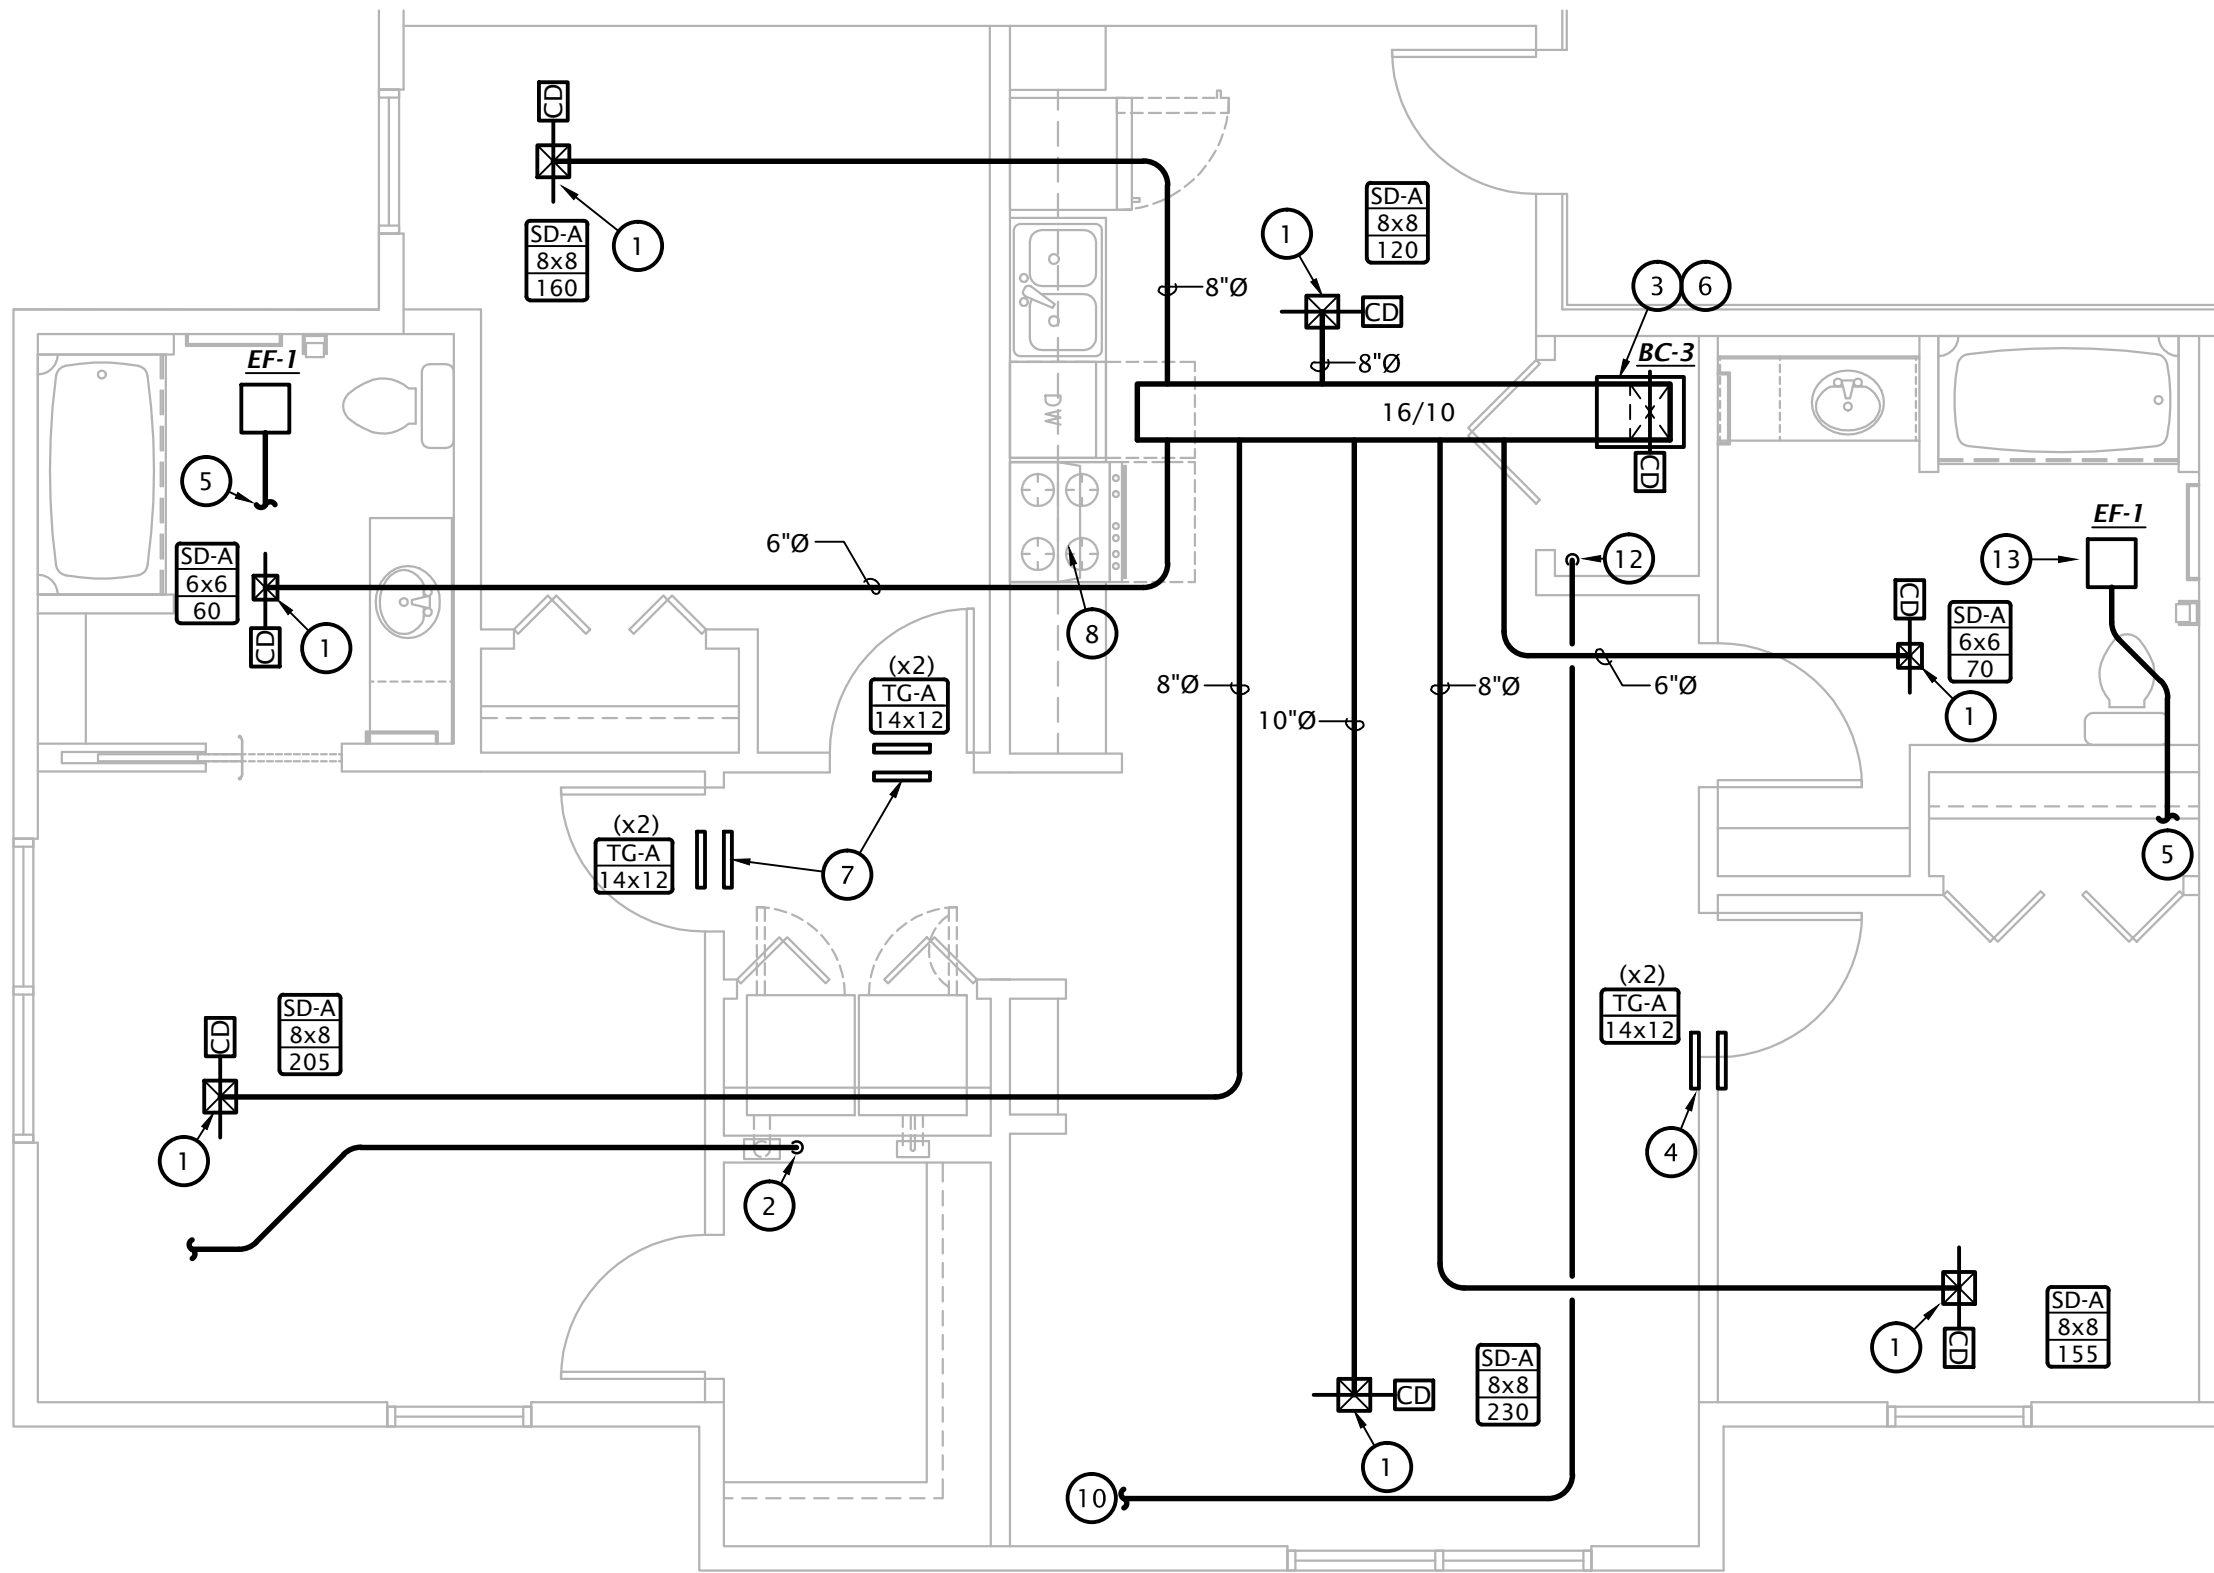 CD
SD-A
8x8
160
1
1
SD-A
8x8
120
CD
8"Ø
8"Ø
3
6
BC-3
16/10
CD
EF-1
5
SD-A
6x6
60
CD
1
6"Ø
DW
8
12
EF-1
13
CD
SD-A
6x6
70
1
6"Ø
8"Ø
10"Ø
8"Ø
(x2)
TG-A
14x12
(x2)
TG-A
14x12
7
5
(x2)
TG-A
14x12
4
CD
SD-A
8x8
205
1
2
1
CD
SD-A
8x8
155
CD
SD-A
8x8
230
1
10